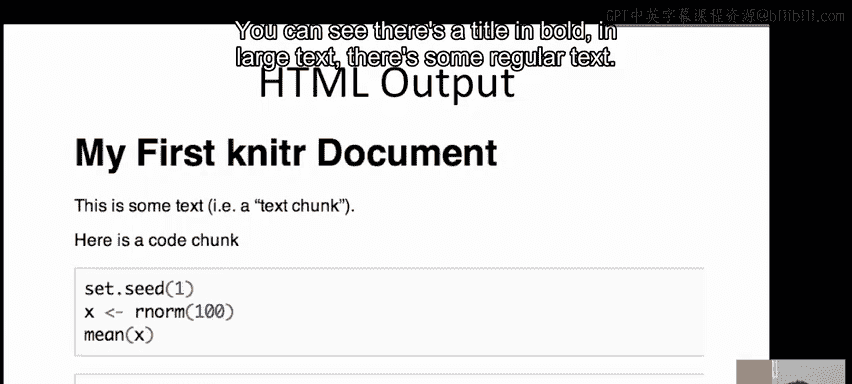 GPT中英字幕课程资源@bilibili.com
You can see there's a title in bold, in
large text, there's some regular text.
HTML Output
My First knitr Document
This is some text (i.e. a “text chunk”).
Here is a code chunk
set.seed(1)
x <- rnorm(100)
mean(x)